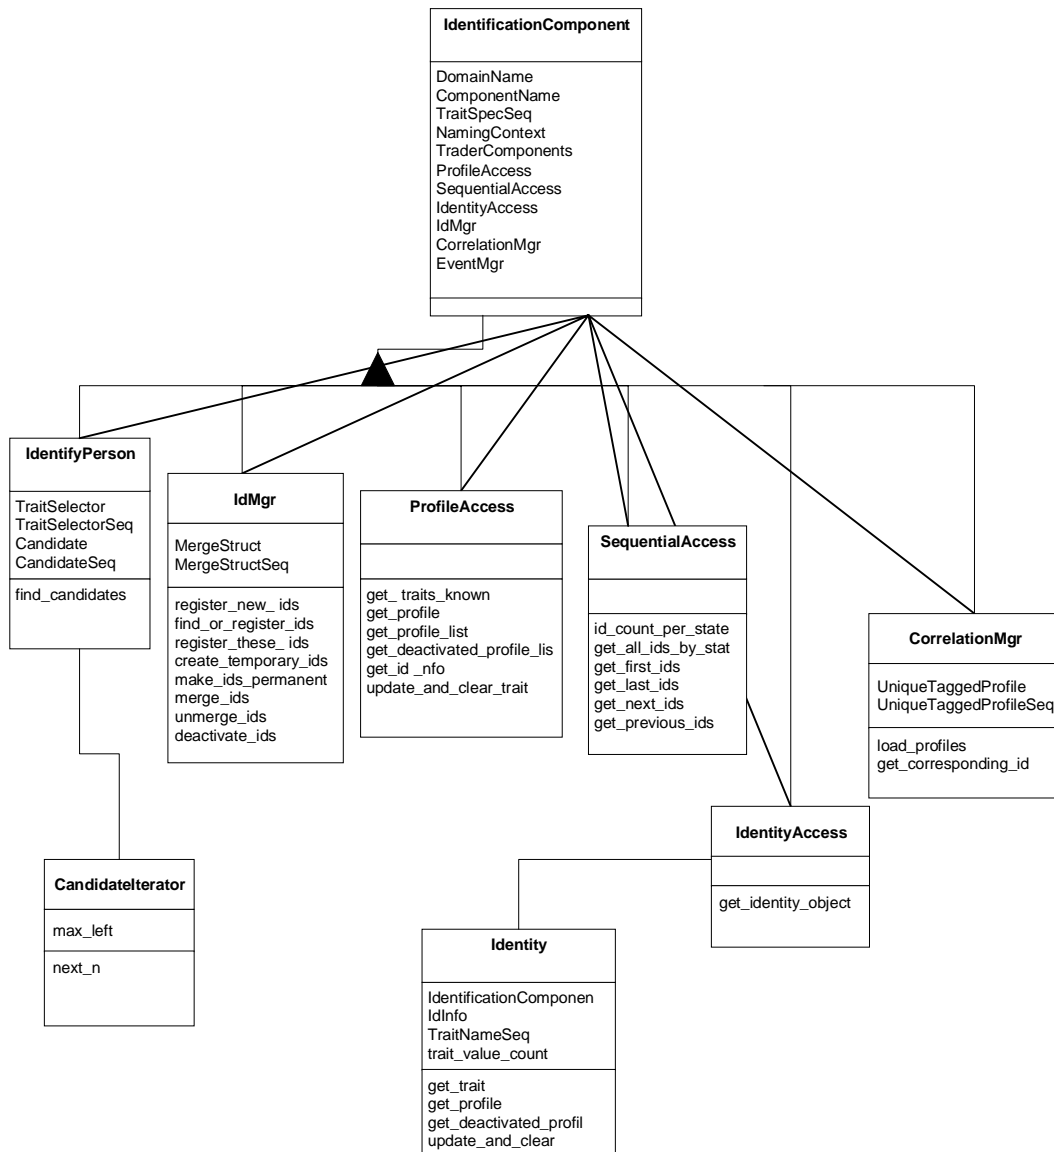 IdentificationComponent
DomainName
ComponentName
TraitSpecSeq
NamingContext
TraderComponents
ProfileAccess
SequentialAccess
IdentityAccess
IdMgr
CorrelationMgr
EventMgr
IdentifyPerson
TraitSelector
TraitSelectorSeq
Candidate
CandidateSeq
find_candidates
IdMgr
MergeStruct
MergeStructSeq
register_new_ ids
find_or_register_ids
register_these_ ids
create_temporary_ids
make_ids_permanent
merge_ids
unmerge_ids
deactivate_ids
ProfileAccess
get_ traits_known
get_profile
get_profile_list
get_deactivated_profile_lis
get_id _nfo
update_and_clear_trait
SequentialAccess
id_count_per_state
get_all_ids_by_stat
get_first_ids
get_last_ids
get_next_ids
get_previous_ids
CorrelationMgr
UniqueTaggedProfile
UniqueTaggedProfileSeq
load_profiles
get_corresponding_id
IdentityAccess
get_identity_object
CandidateIterator
max_left
next_n
Identity
IdentificationComponen
IdInfo
TraitNameSeq
trait_value_count
get_trait
get_profile
get_deactivated_profil
update_and_clear